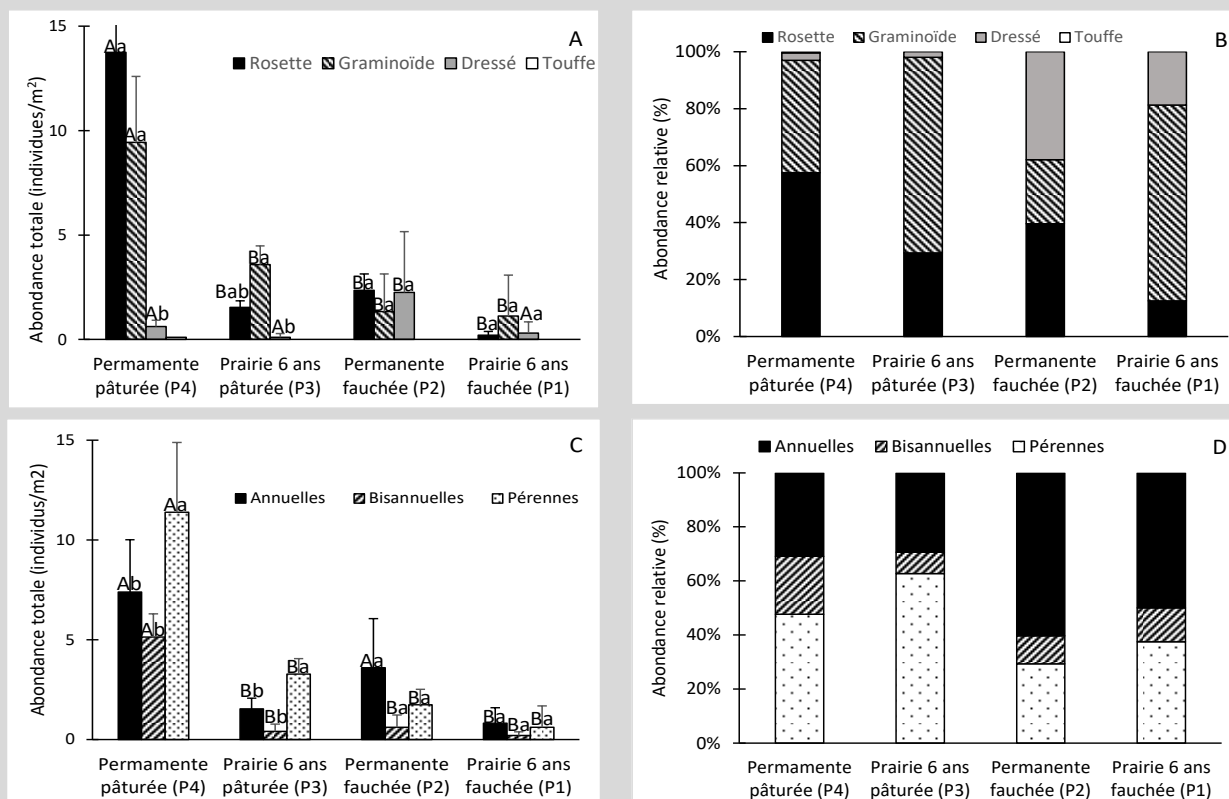 A
Rosette Graminoïde Dressé Touffe
Abondance totale (individues/m²)
15
10
5
0
Aa
Aa
Ab
Bab
Ba
Ab
Ba
Ba
Ba
Ba
Ba
Aa
Permamente pâturée (P4)
Prairie 6 ans pâturée (P3)
Permanente fauchée (P2)
Prairie 6 ans fauchée (P1)
B
Rosette Graminoïde Dressé Touffe
Abondance relative (%)
100%
80%
60%
40%
20%
0%
Permamente pâturée (P4)
Prairie 6 ans pâturée (P3)
Permanente fauchée (P2)
Prairie 6 ans fauchée (P1)
C
Annuelles Bisannuelles Pérennes
Abondance totale (individus/m2)
15
10
5
0
Ab
Ab
Aa
Bb
Bb
Ba
Aa
Ba
Ba
Ba
Ba
Ba
Permamente pâturée (P4)
Prairie 6 ans pâturée (P3)
Permanente fauchée (P2)
Prairie 6 ans fauchée (P1)
D
Annuelles Bisannuelles Pérennes
Abondance relative (%)
100%
80%
60%
40%
20%
0%
Permamente pâturée (P4)
Prairie 6 ans pâturée (P3)
Permanente fauchée (P2)
Prairie 6 ans fauchée (P1)